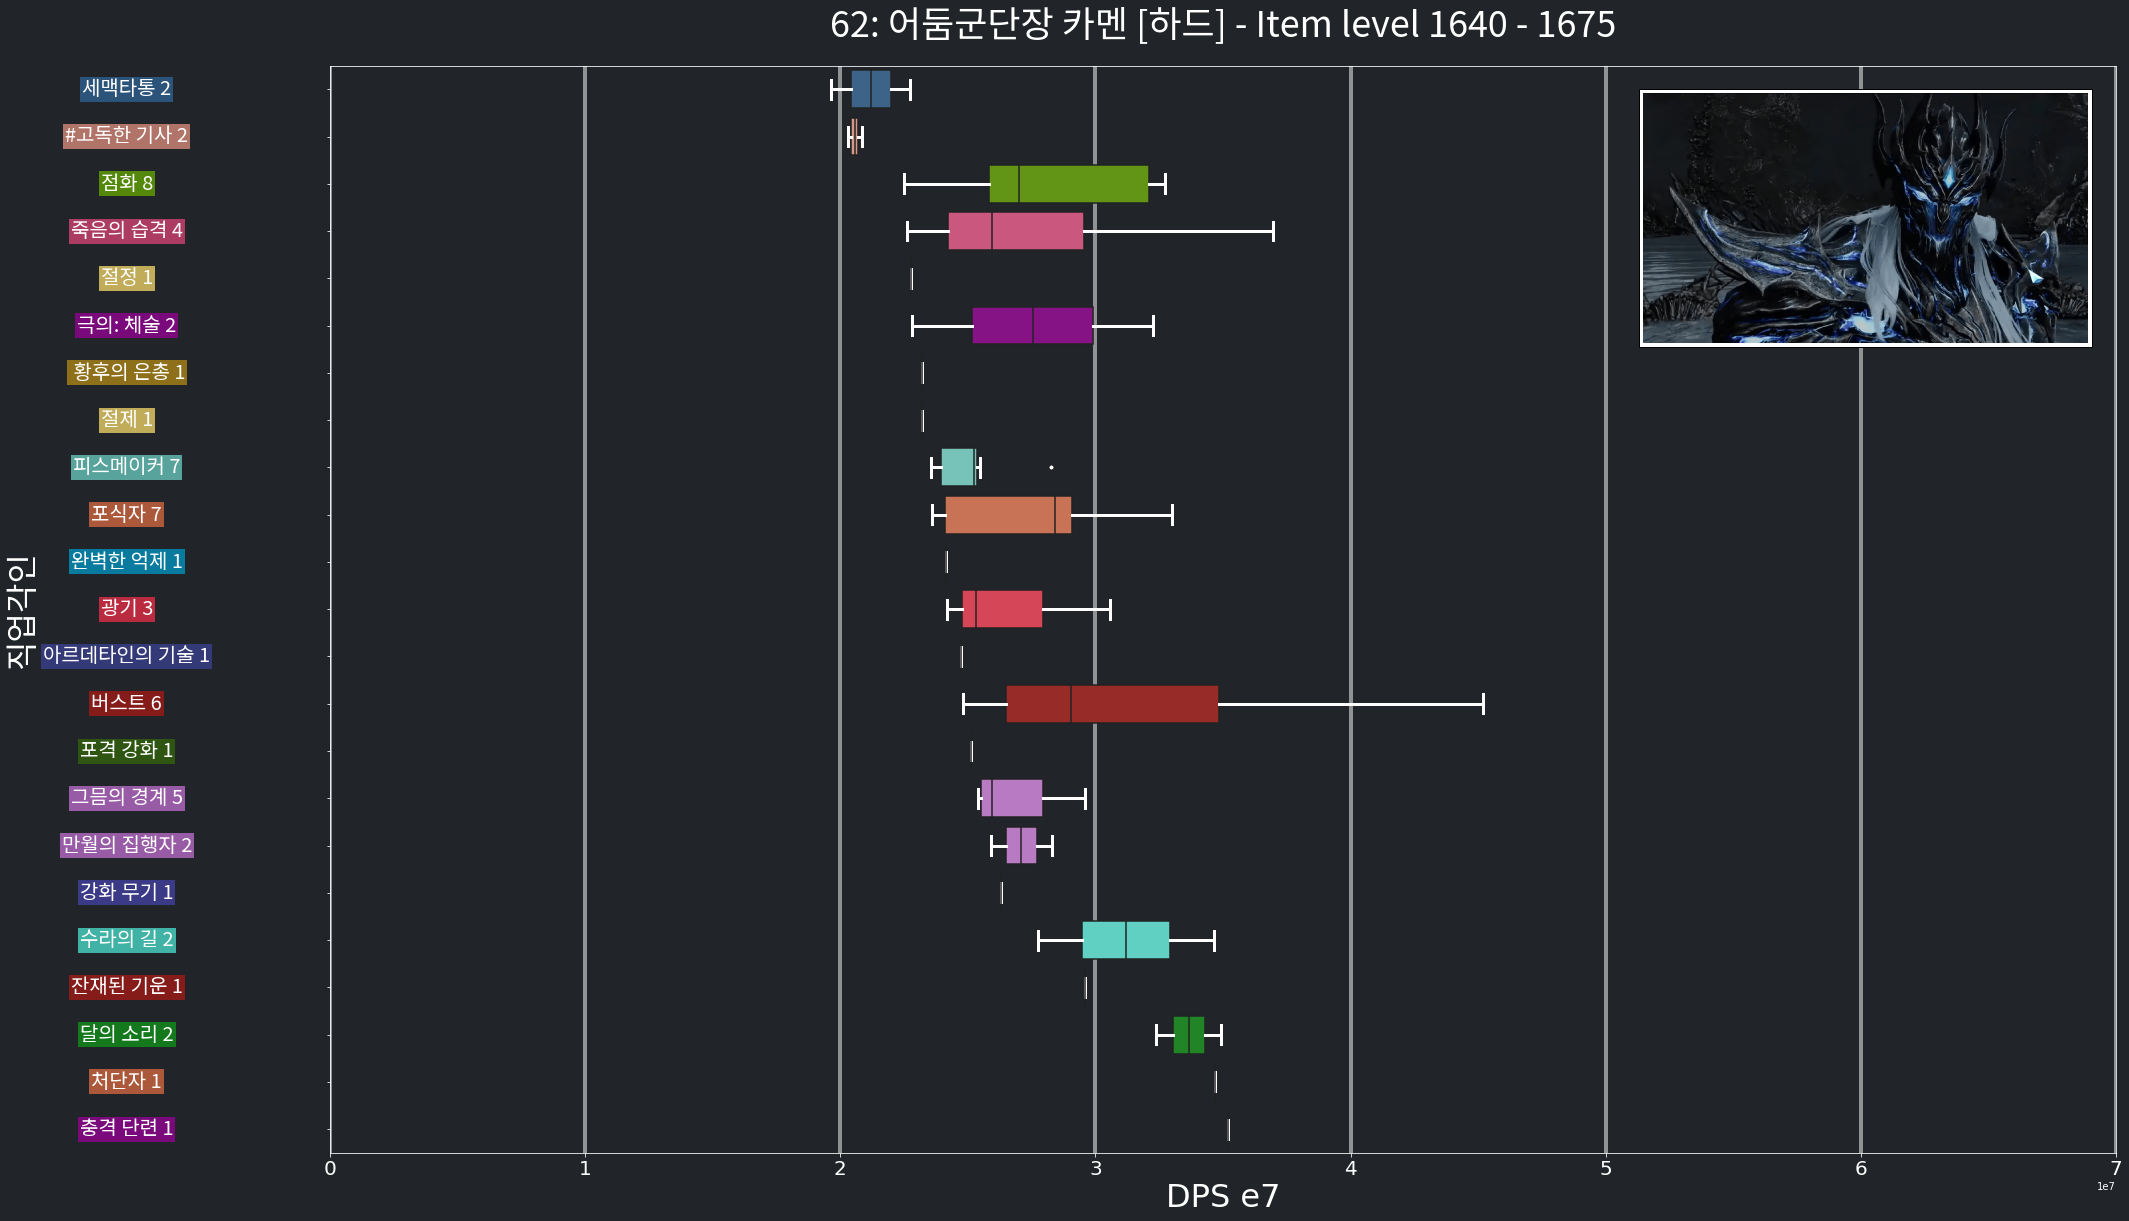 62: 어둠군단장 카멘 [하드] - Item level 1640 - 1675
직업각인
세맥타통 2
#고독한 기사 2
점화 8
죽음의 습격 4
절정 1
극의: 체술 2
황후의 은총 1
절제 1
피스메이커 7
포식자 7
완벽한 억제 1
광기 3
아르데타인의 기술 1
버스트 6
포격 강화 1
그믐의 경계 5
만월의 집행자 2
강화 무기 1
수라의 길 2
잔재된 기운 1
달의 소리 2
처단자 1
충격 단련 1
0 1 2 3 4 5 6 7
1e7
DPS e7